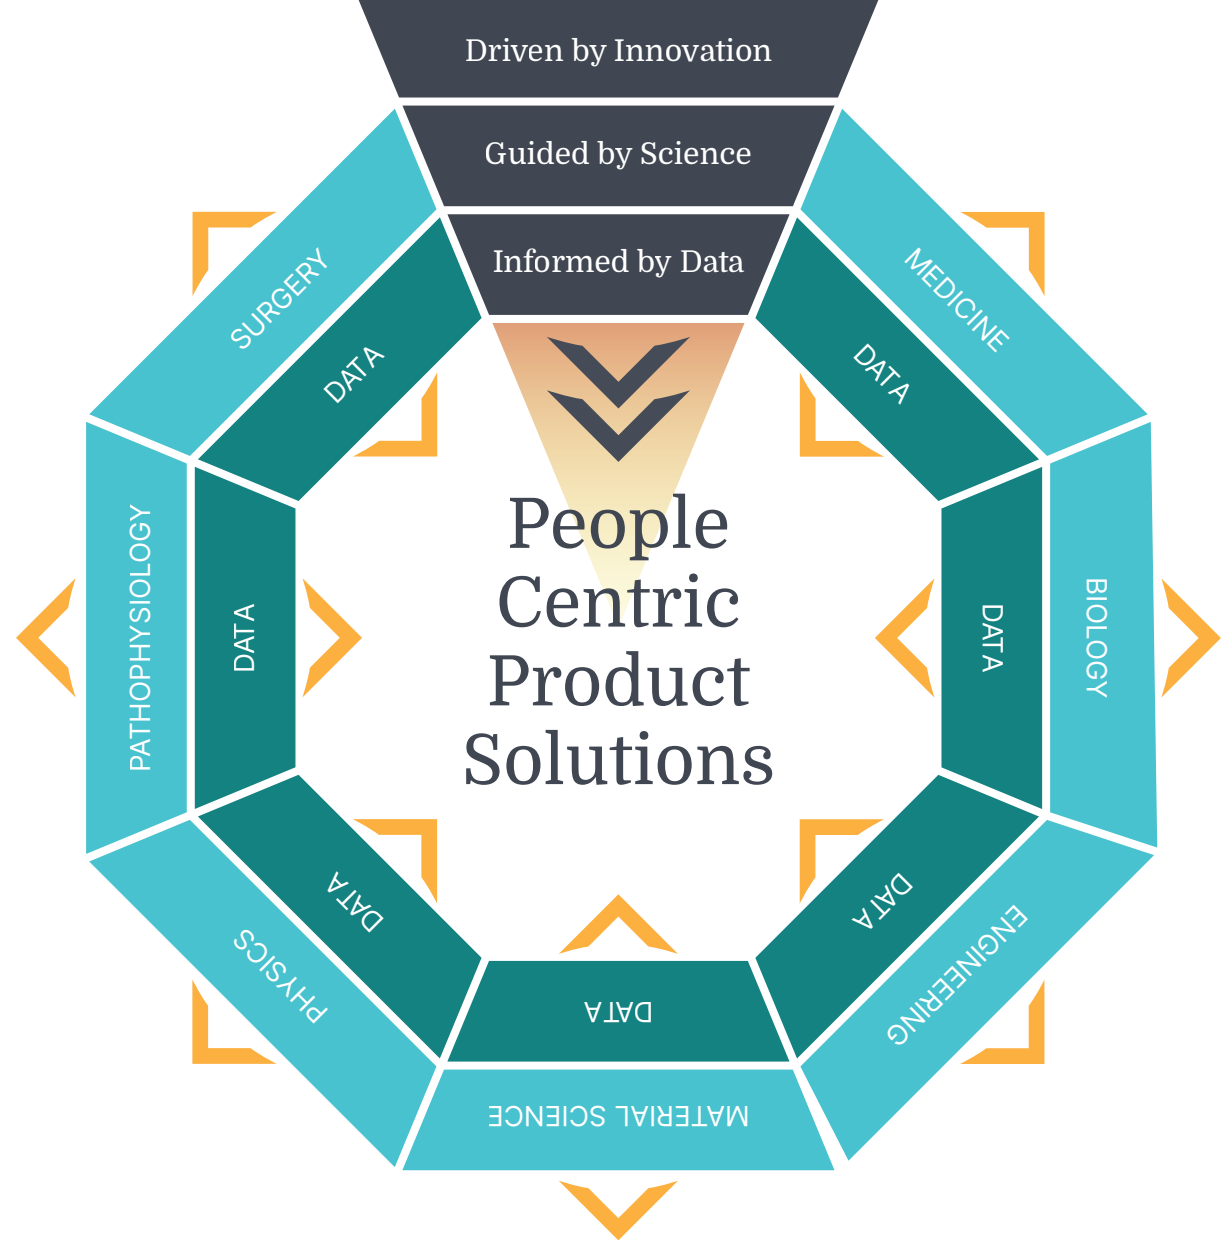 Driven by Innovation
Guided by Science
Informed by Data
SURGERY
DATA
MEDICINE
DATA
PATHOPHYSIOLOGY
DATA
People
Centric
Product
Solutions
DATA
BIOLOGY
PHYSICS
DATA
DATA
ENGINEERING
DATA
MATERIAL SCIENCE